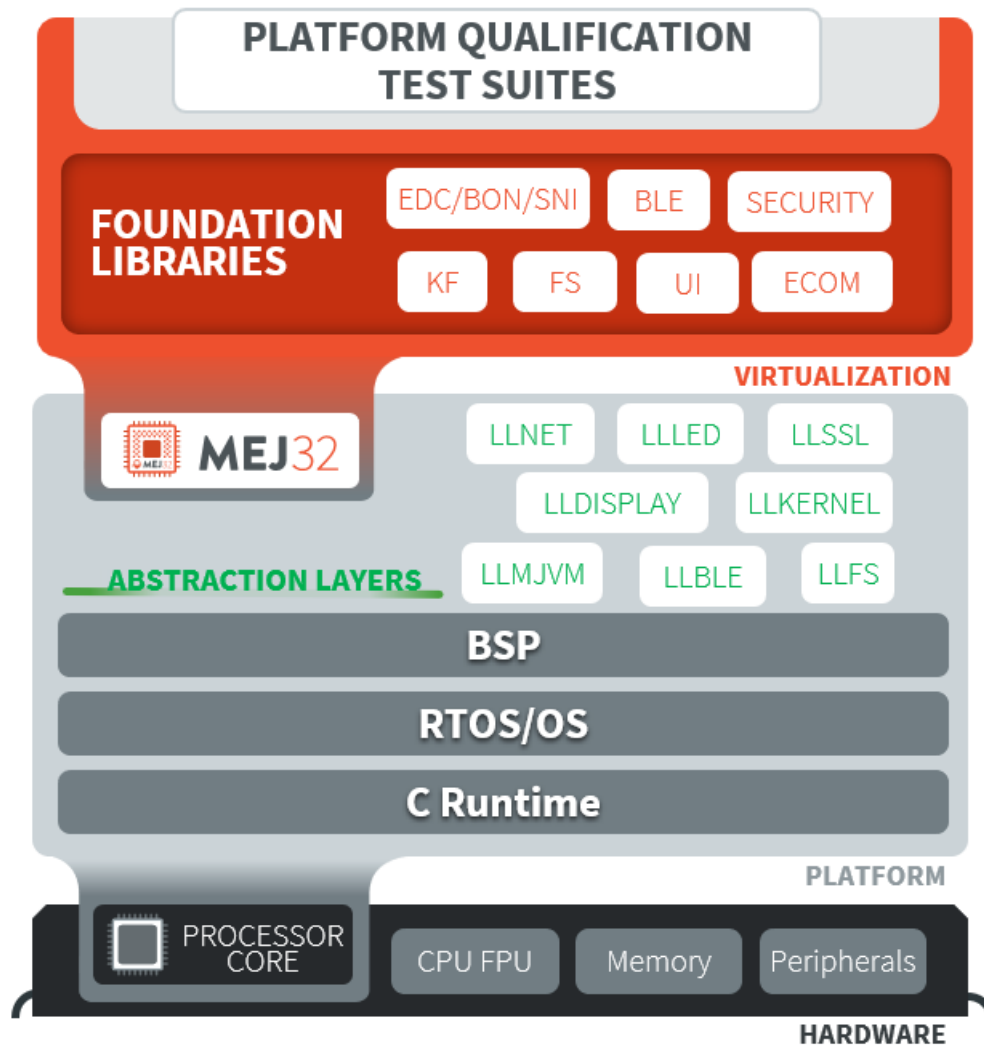 PLATFORM QUALIFICATION
TEST SUITES
FOUNDATION
LIBRARIES
EDC/BON/SNI
BLE
SECURITY
KF
FS
UI
ECOM
VIRTUALIZATION
MEJ32
MEJ32
LLNET
LLLED
LLSSL
LLDISPLAY
LLKERNEL
ABSTRACTION LAYERS
LLMJVM
LLBLE
LLFS
BSP
RTOS/OS
C Runtime
PLATFORM
PROCESSOR
CORE
CPU FPU
Memory
Peripherals
HARDWARE